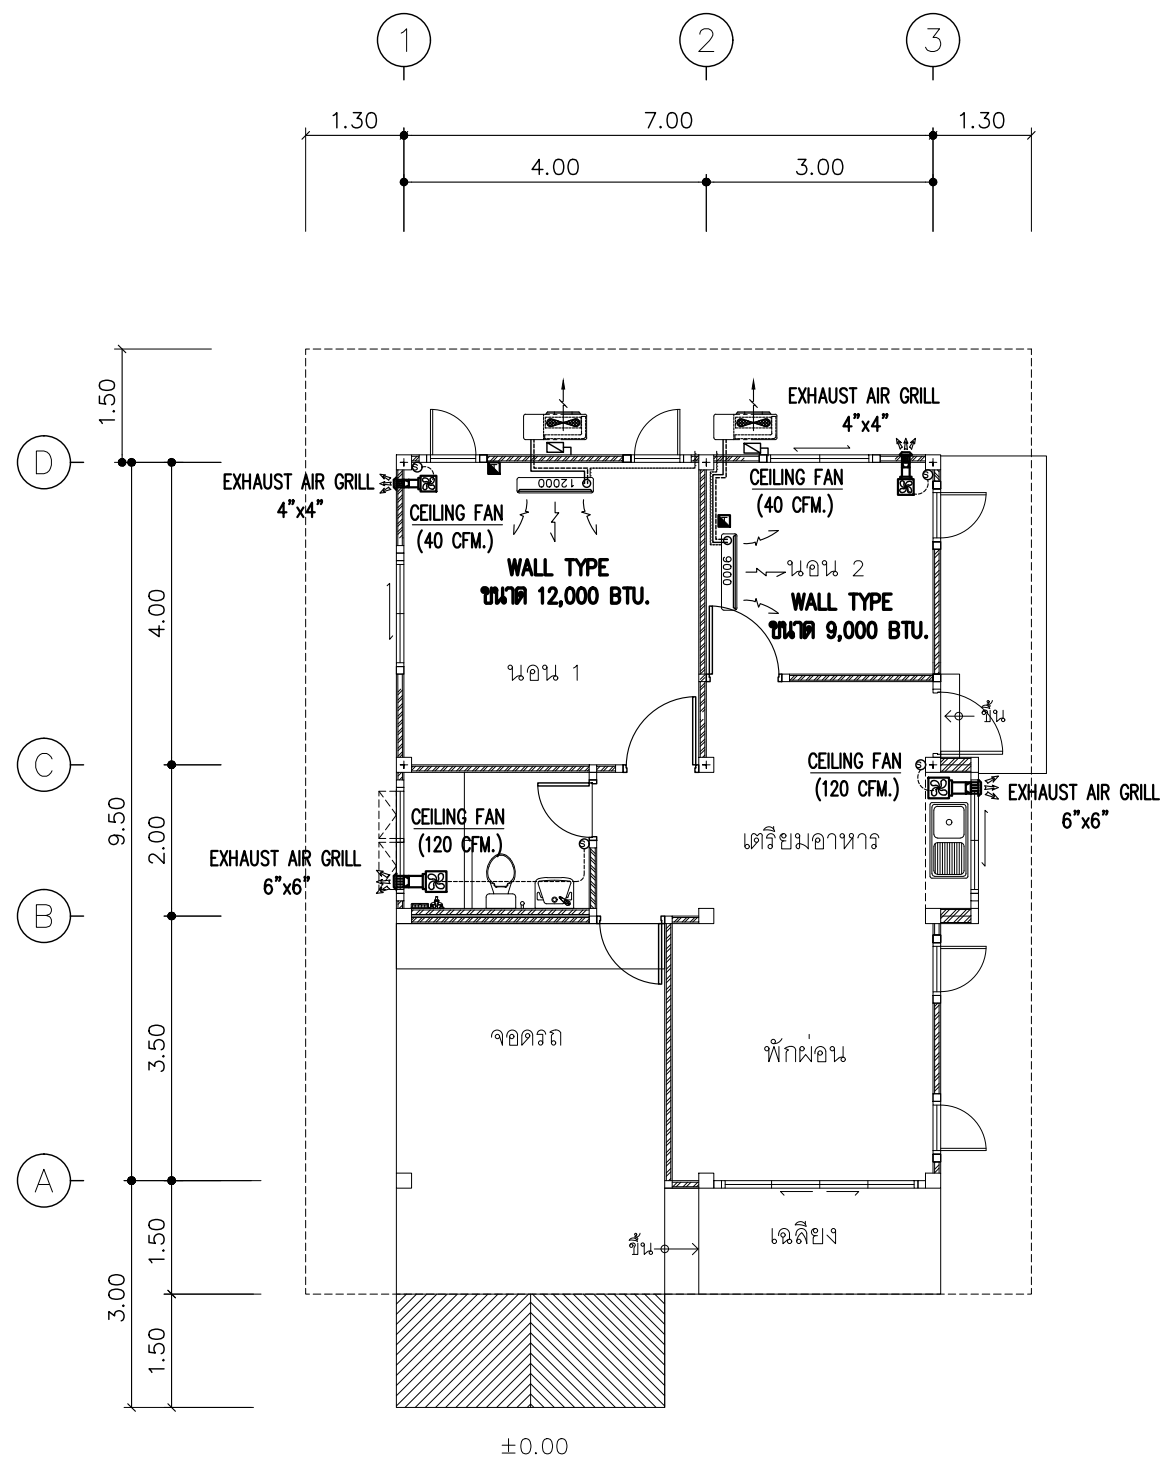 1
2
3
1.30
7.00
1.30
4.00
3.00
1.50
D
EXHAUST AIR GRILL
4"x4"
EXHAUST AIR GRILL
4"x4"
CEILING FAN
(40 CFM.)
12000
CEILING FAN
(40 CFM.)
9000
WALL TYPE
ขนาด 12,000 BTU.
นอน 2
WALL TYPE
ขนาด 9,000 BTU.
4.00
นอน 1
ขึ้น
C
CEILING FAN
(120 CFM.)
EXHAUST AIR GRILL
6"x6"
9.50
2.00
CEILING FAN
(120 CFM.)
EXHAUST AIR GRILL
6"x6"
เตรียมอาหาร
B
3.50
จอดรถ
พักผ่อน
A
1.50
ขึ้น
เฉลียง
3.00
1.50
±0.00